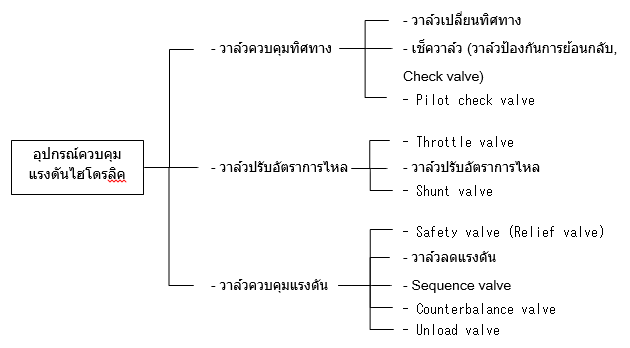 อุปกรณ์ควบคุม
แรงดันไฮโดรลิค
- วาล์วควบคุมทิศทาง
- วาล์วเปลี่ยนทิศทาง
- เช็ควาล์ว (วาล์วป้องกันการย้อนกลับ,
Check valve)
- Pilot check valve
- วาล์วปรับอัตราการไหล
- Throttle valve
- วาล์วปรับอัตราการไหล
- Shunt valve
- วาล์วควบคุมแรงดัน
- Safety valve (Relief valve)
- วาล์วลดแรงดัน
- Sequence valve
- Counterbalance valve
- Unload valve